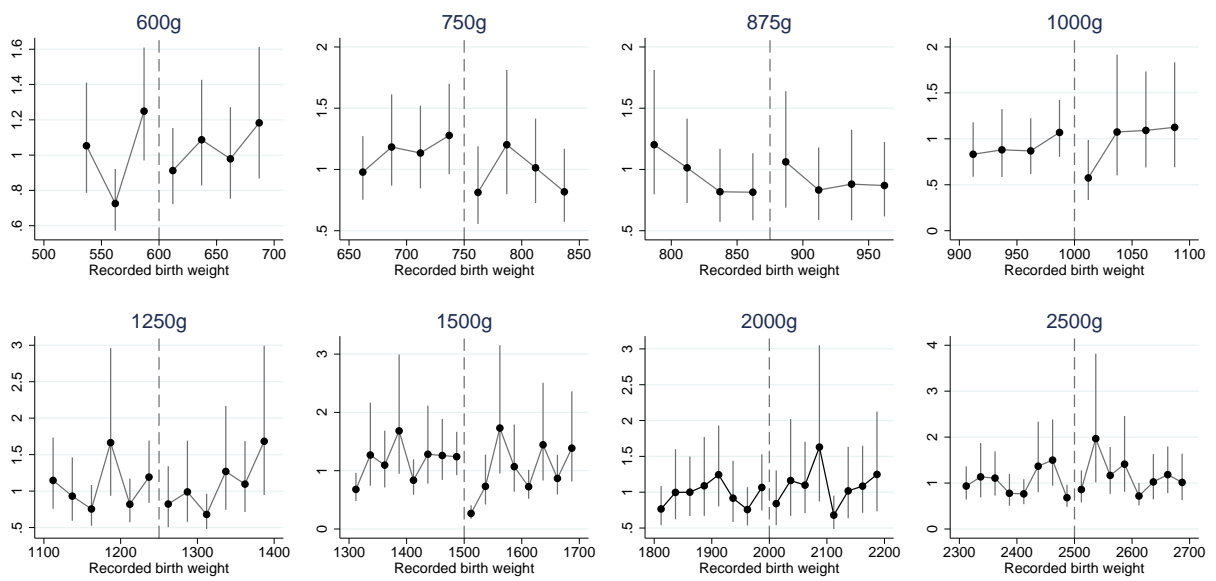 600g
750g
875g
1000g
.6 .8 1 1.2 1.4 1.6
.5 1 1.5 2
.5 1 1.5 2
0 .5 1 1.5 2
500 550 600 650 700
650 700 750 800 850
800 850 900 950
900 950 1000 1050 1100
Recorded birth weight
Recorded birth weight
Recorded birth weight
Recorded birth weight
1250g
1500g
2000g
2500g
.5 1 1.5 2 2.5 3
0 1 2 3
.5 1 1.5 2 2.5 3
0 1 2 3 4
1100 1200 1300 1400
1300 1400 1500 1600 1700
1800 1900 2000 2100 2200
2300 2400 2500 2600 2700
Recorded birth weight
Recorded birth weight
Recorded birth weight
Recorded birth weight